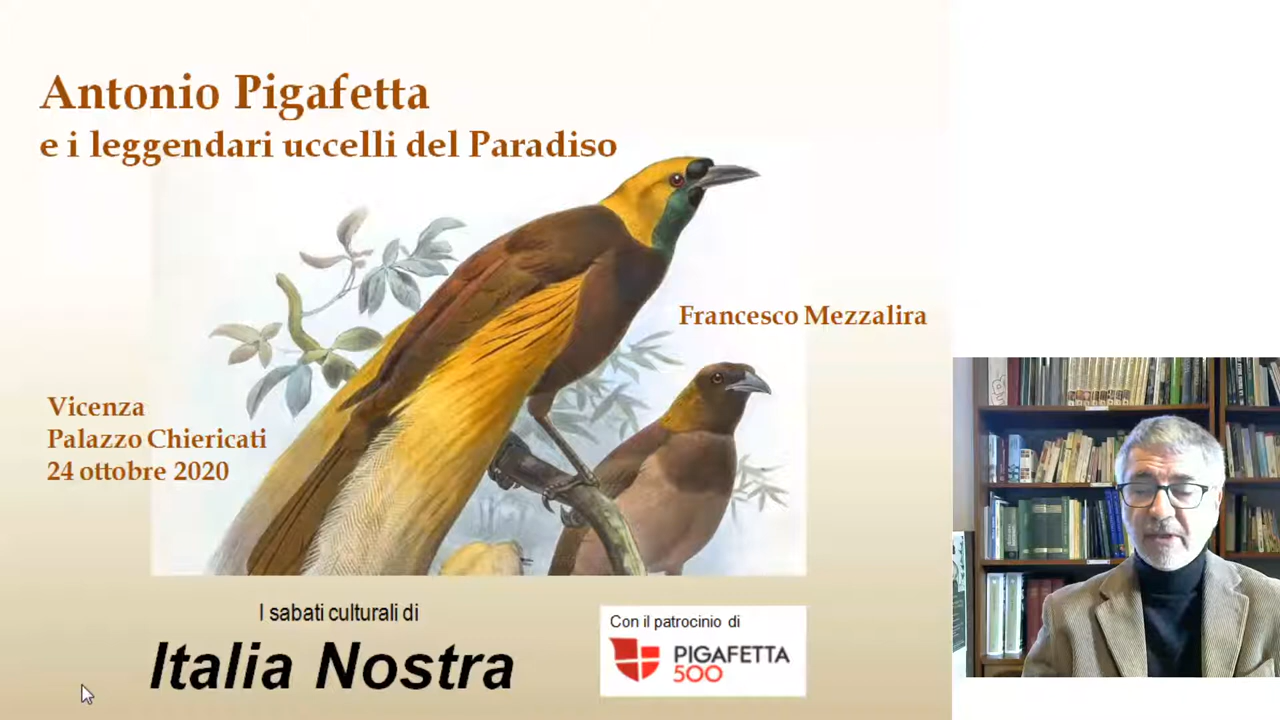 Antonio Pigafetta
e i leggendari uccelli del Paradiso
Francesco Mezzalira
Vicenza
Palazzo Chiericati
24 ottobre 2020
I sabati culturali di
Italia Nostra
Con il patrocinio di
PIGAFETTA
500